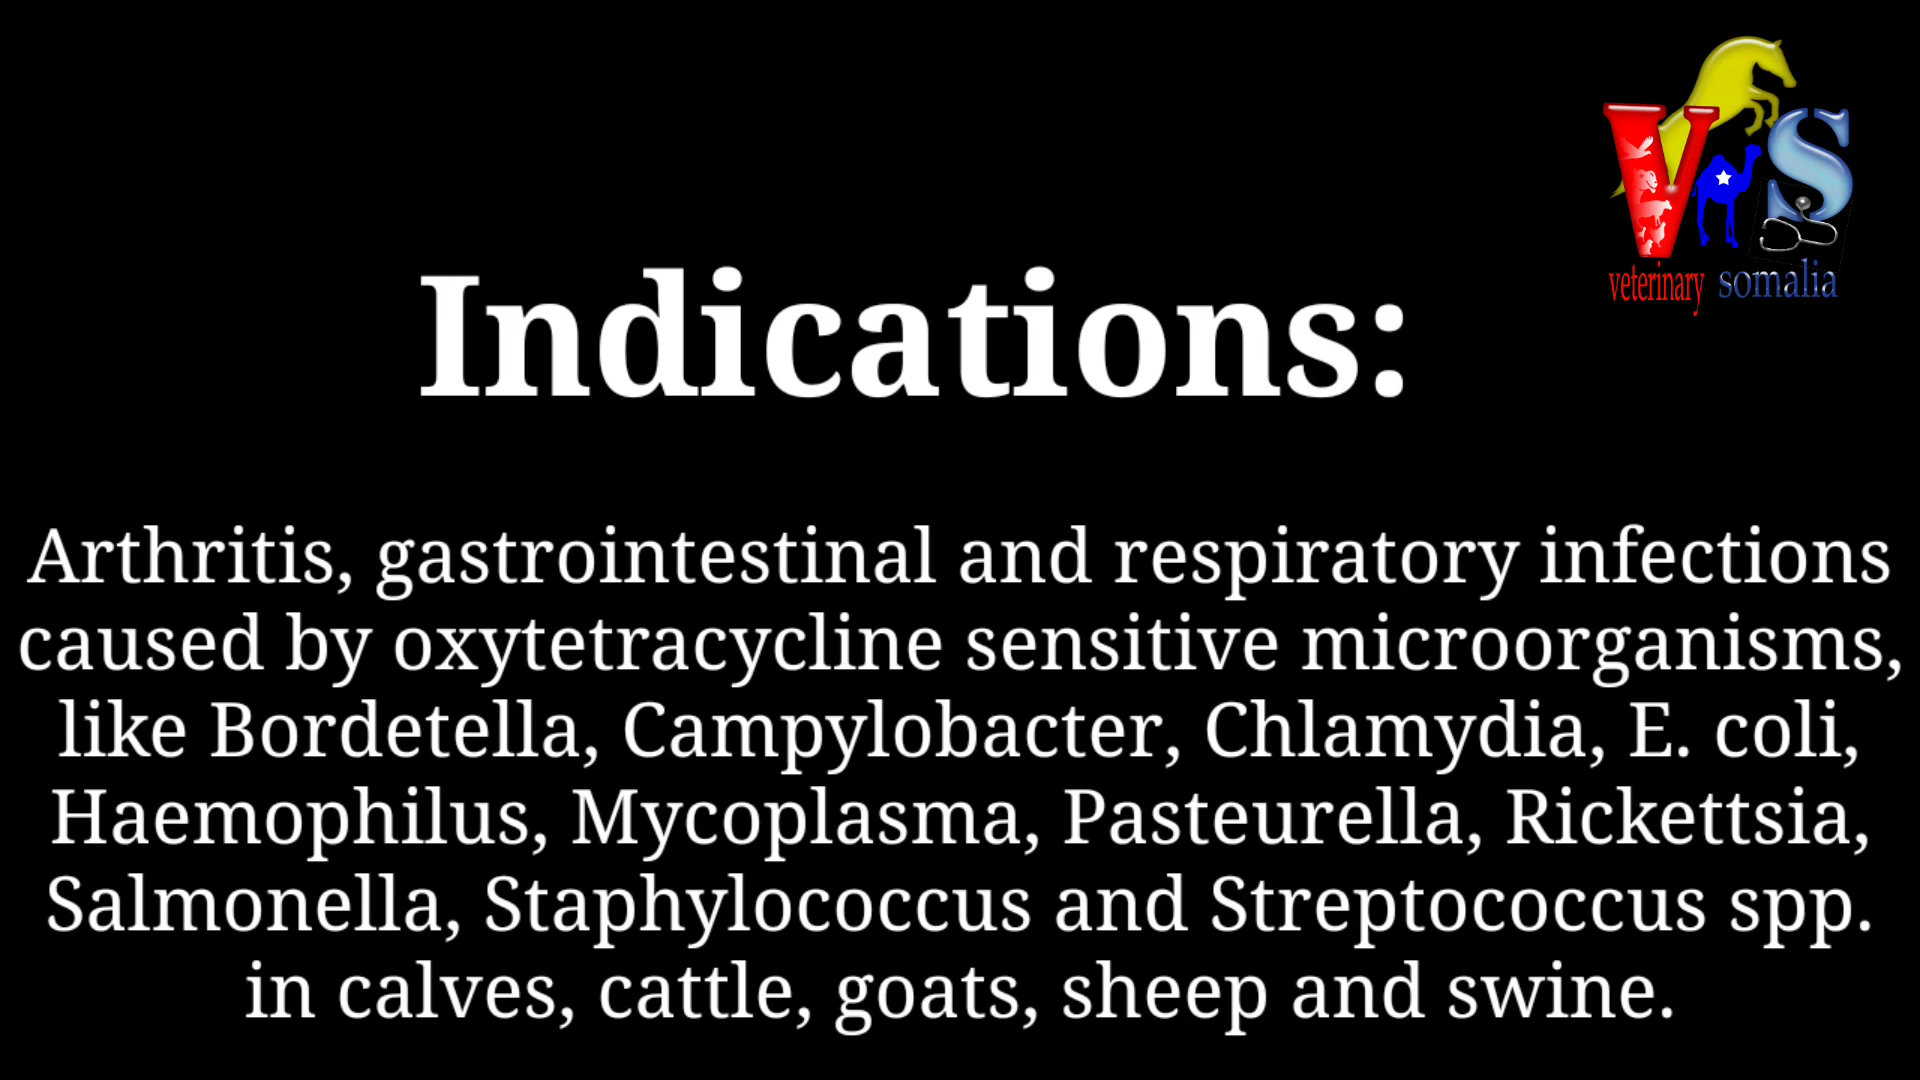 V S
veterinary somalia
Indications:
Arthritis, gastrointestinal and respiratory infections
caused by oxytetracycline sensitive microorganisms,
like Bordetella, Campylobacter, Chlamydia, E. coli,
Haemophilus, Mycoplasma, Pasteurella, Rickettsia,
Salmonella, Staphylococcus and Streptococcus spp.
in calves, cattle, goats, sheep and swine.